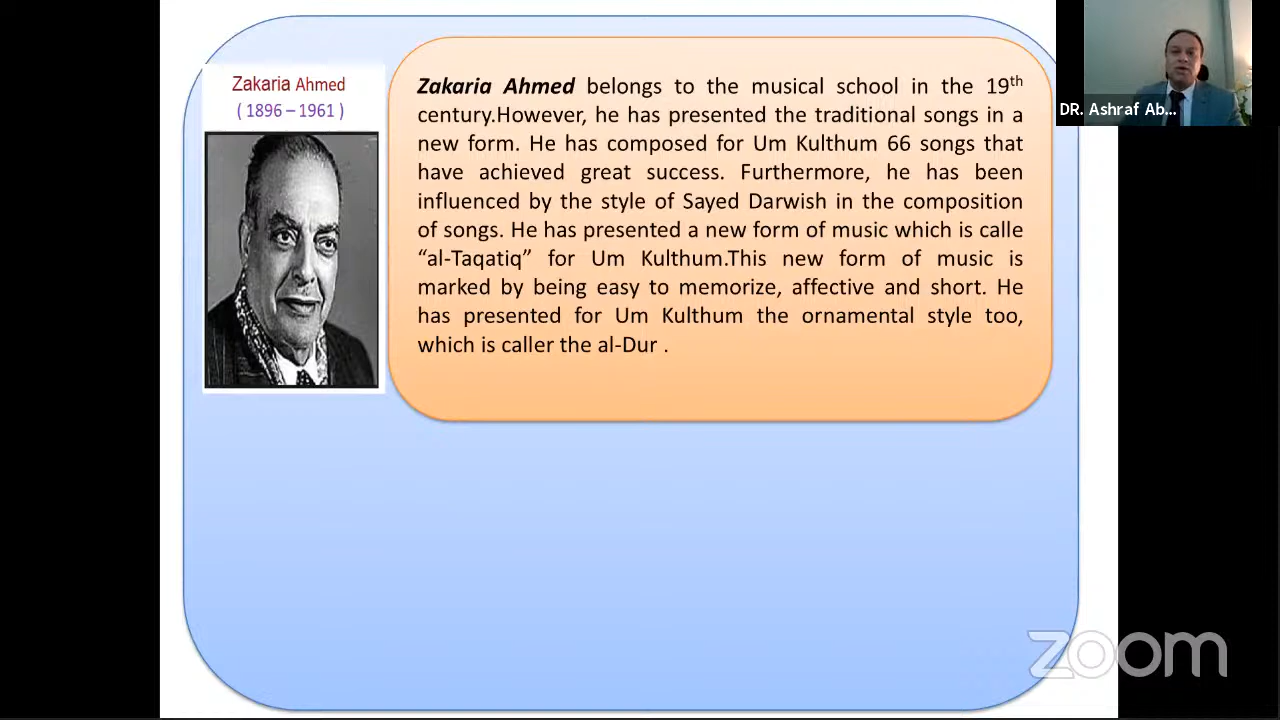 Zakaria Ahmed
( 1896 – 1961 )
Zakaria Ahmed belongs to the musical school in the 19th
century.However, he has presented the traditional songs in a
new form. He has composed for Um Kulthum 66 songs that
have achieved great success. Furthermore, he has been
influenced by the style of Sayed Darwish in the composition
of songs. He has presented a new form of music which is calle
“al-Taqatiq” for Um Kulthum.This new form of music is
marked by being easy to memorize, affective and short. He
has presented for Um Kulthum the ornamental style too,
which is caller the al-Dur .
DR. Ashraf Ab...
zoom